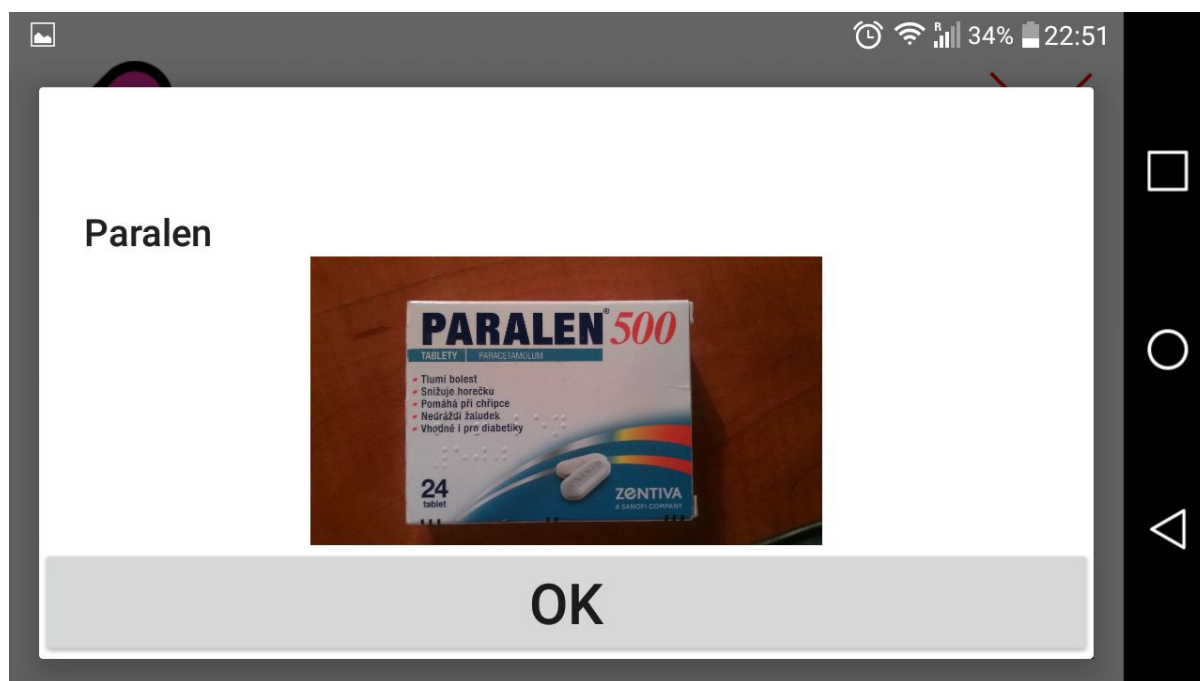 R 34% 22:51
Paralen
PARALEN® 500
TABLETY | PARACETAMOLUM
Tlumí bolest
Snižuje horečku
Pomáhá při chřipce
Nedráždí žaludek
Vhodné i pro diabetiky
24
tablet
ZENTIVA
A SANOFI COMPANY
OK